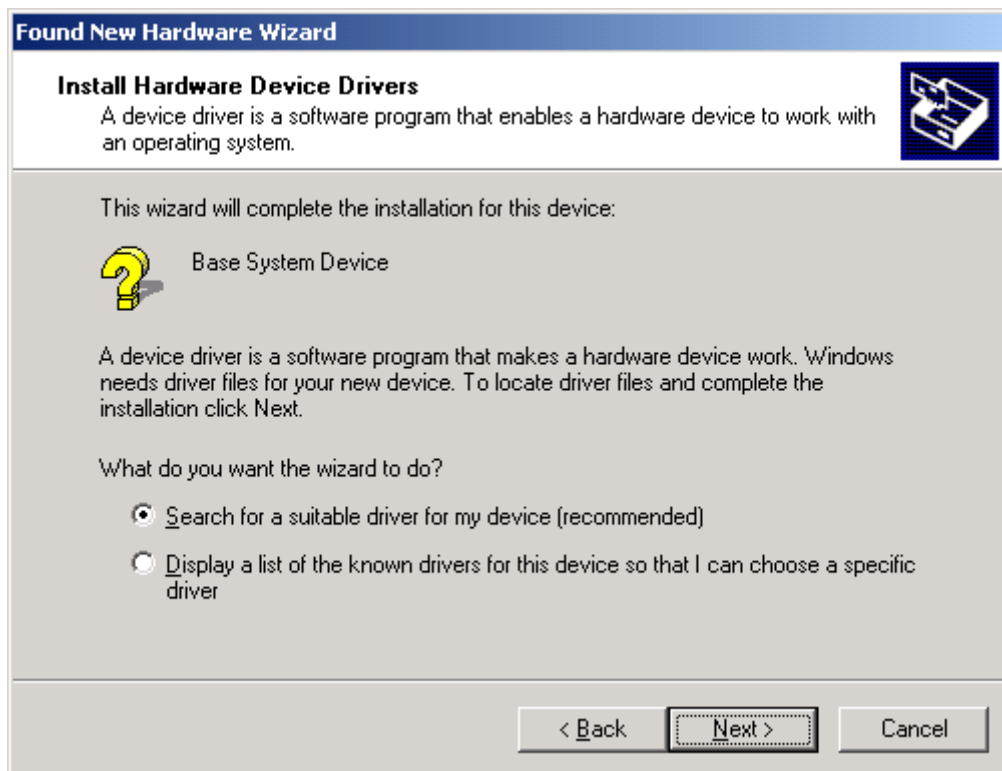 Found New Hardware Wizard
Install Hardware Device Drivers
A device driver is a software program that enables a hardware device to work with
an operating system.
This wizard will complete the installation for this device:
Base System Device
A device driver is a software program that makes a hardware device work. Windows
needs driver files for your new device. To locate driver files and complete the
installation click Next.
What do you want the wizard to do?
Search for a suitable driver for my device (recommended)
Display a list of the known drivers for this device so that I can choose a specific
driver
< Back
Next >
Cancel